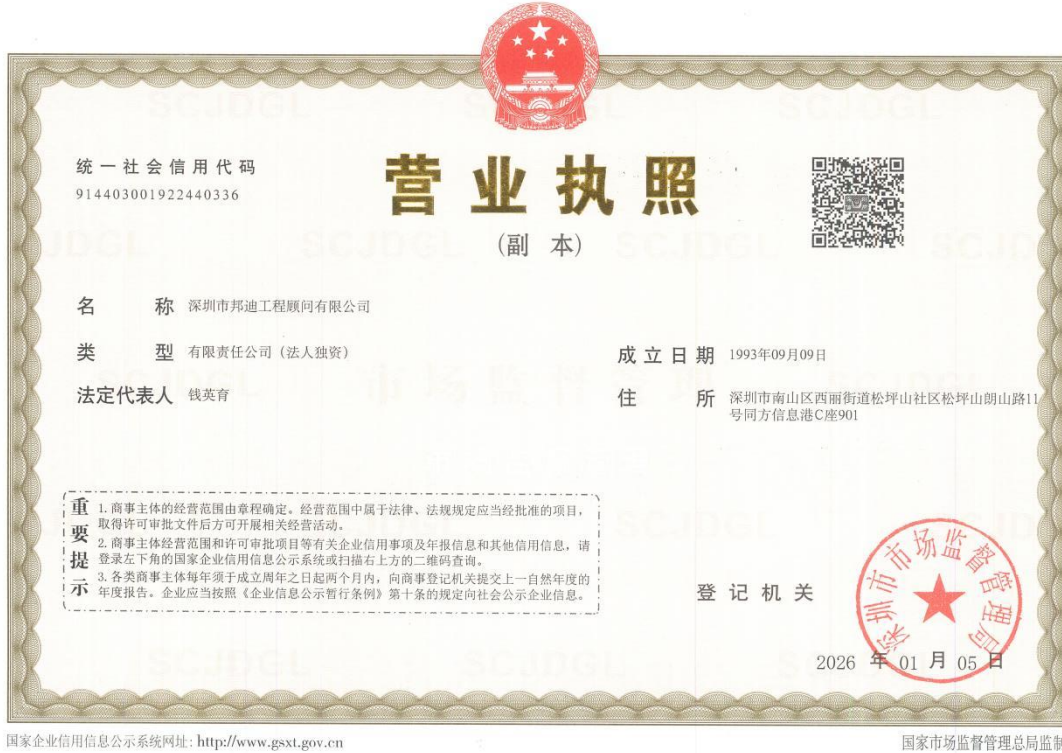 统一社会信用代码
914403001922440336
营业执照
(副 本)
名 称 深圳市邦迪工程顾问有限公司
类 型 有限责任公司(法人独资)
法定代表人 钱英育
成立日期 1993年09月09日
住 所 深圳市南山区西丽街道松坪山社区松坪山朗山路11
号同方信息港C座901
重要提示
1. 商事主体的经营范围由章程确定。经营范围中属于法律、法规规定应当经批准的项目,
取得许可审批文件后方可开展相关经营活动。
2. 商事主体经营范围和许可审批项目等有关企业信用事项及年报信息和其他信用信息,请
登录左下角的国家企业信用信息公示系统或扫描右上方的二维码查询。
3. 各类商事主体每年须于成立周年之日起两个月内,向商事登记机关提交上一自然年度的
年度报告。企业应当按照《企业信息公示暂行条例》第十条的规定向社会公示企业信息。
登记机关
深圳市市场监督管理局
2026 年 01 月 05 日
国家企业信用信息公示系统网址: http://www.gsxt.gov.cn
国家市场监督管理总局监制
SCJDGL
市场监督管理